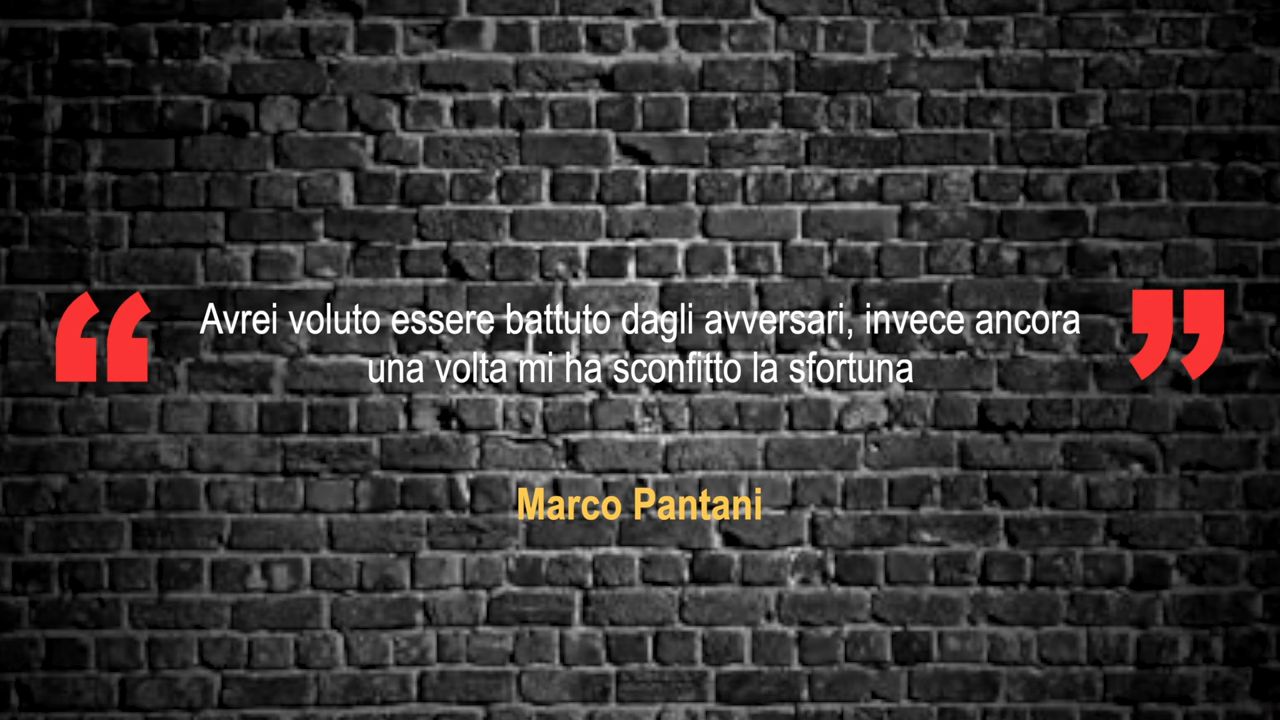 “ Avrei voluto essere battuto dagli avversari, invece ancora ”
una volta mi ha sconfitto la sfortuna
Marco Pantani